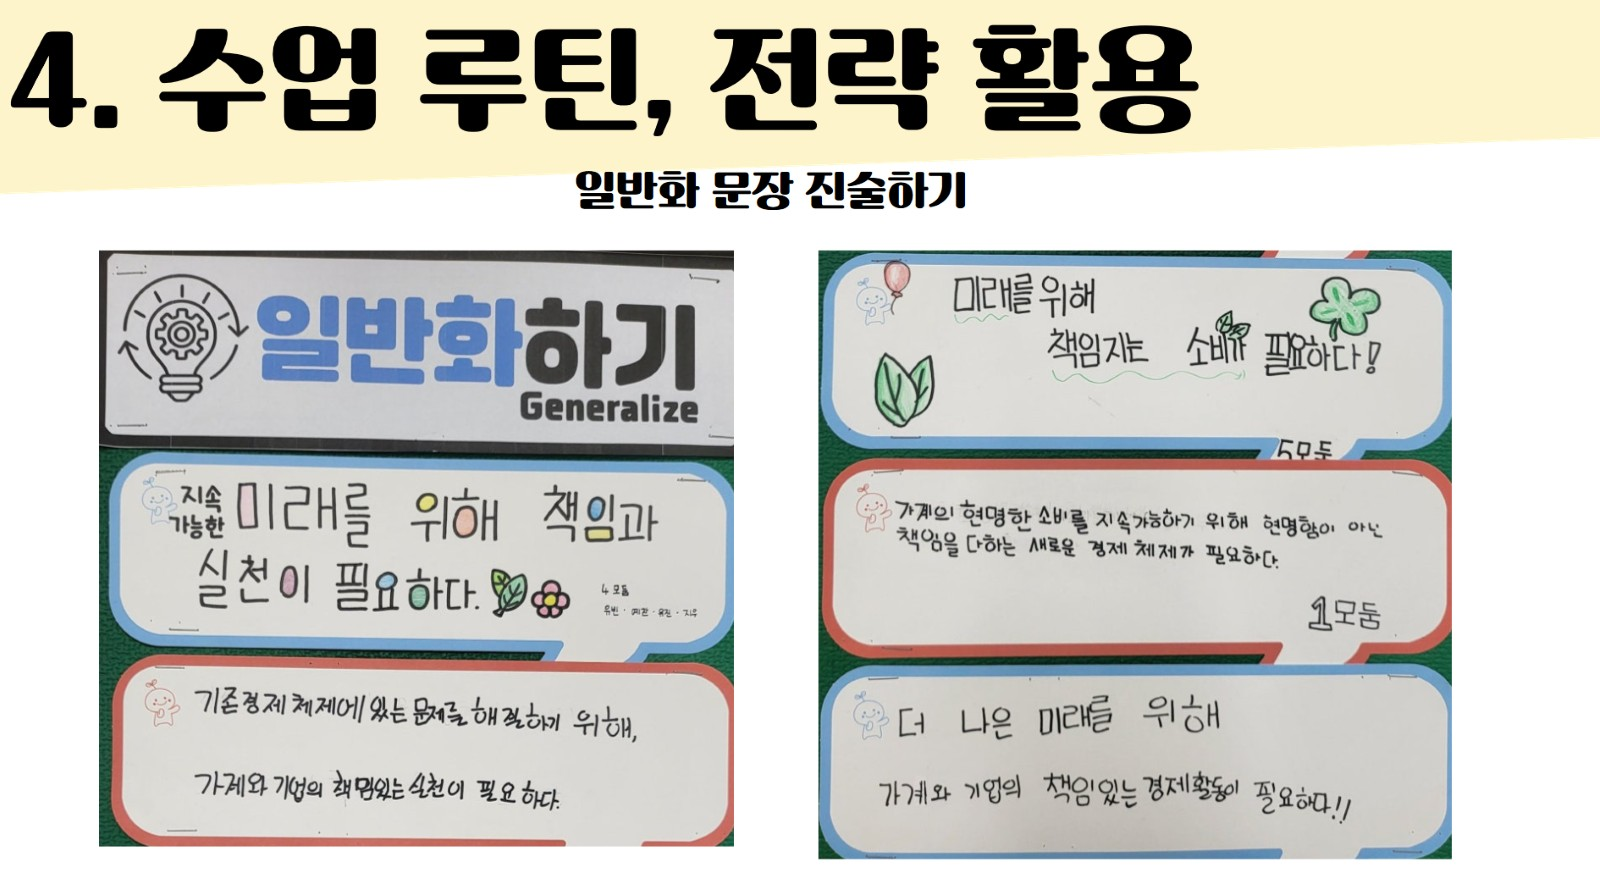 4. 수업 루틴, 전략 활용
일반화 문장 진술하기
일반화하기
Generalize
지속
가능한
미래를 위해 책임과
실천이 필요하다.
4모둠
기존경제체제에 있는 문제를 해결하기 위해,
가계와 기업의 책임있는 실천이 필요하다.
미래를 위해
책임지는 소비가 필요하다!
5모둠
가계의 현명한 소비를 지속가능하기 위해 현명함이 아닌
책임을 다하는 새로운 경제 체제가 필요하다.
1모둠
더 나은 미래를 위해
가계와 기업의 책임있는 경제활동이 필요하다!!